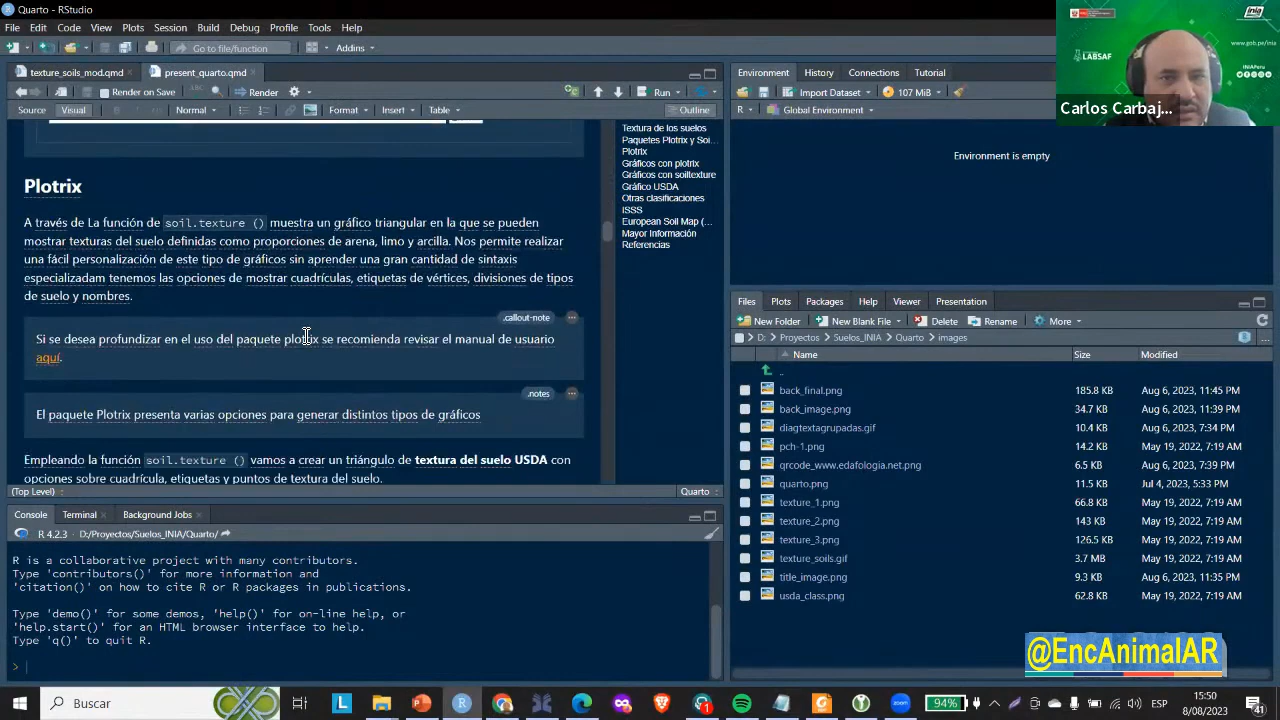 Quarto - RStudio
File Edit Code View Plots Session Build Debug Profile Tools Help
Go to file/function
Addins
texture_soils_mod.qmd
present_quarto.qmd
Render on Save
Render
Run
Source Visual
Normal
Format
Insert
Table
Outline
Plotrix
A través de La función de soil.texture () muestra un gráfico triangular en la que se pueden
mostrar texturas del suelo definidas como proporciones de arena, limo y arcilla. Nos permite realizar
una fácil personalización de este tipo de gráficos sin aprender una gran cantidad de sintaxis
especializadam tenemos las opciones de mostrar cuadrículas, etiquetas de vértices, divisiones de tipos
de suelo y nombres.
.callout-note
Si se desea profundizar en el uso del paquete plotrix se recomienda revisar el manual de usuario
aquí.
.notes
El paquete Plotrix presenta varias opciones para generar distintos tipos de gráficos
Empleando la función soil.texture () vamos a crear un triángulo de textura del suelo USDA con
opciones sobre cuadrícula, etiquetas y puntos de textura del suelo.
(Top Level)
Quarto
Textura de los suelos
Paquetes Plotrix y Soi...
Plotrix
Gráficos con plotrix
Gráficos con soiltexture
Gráfico USDA
Otras clasificaciones
ISSS
European Soil Map (...
Mayor Información
Referencias
Console Terminal Background Jobs
R 4.2.3 . D:/Proyectos/Suelos_INIA/Quarto/
R is a collaborative project with many contributors.
Type 'contributors()' for more information and
'citation()' on how to cite R or R packages in publications.
Type 'demo()' for some demos, 'help()' for on-line help, or
'help.start()' for an HTML browser interface to help.
Type 'q()' to quit R.
>
Environment History Connections Tutorial
Import Dataset
107 MiB
R
Global Environment
Environment is empty
Files Plots Packages Help Viewer Presentation
New Folder
New Blank File
Delete
Rename
More
D: Proyectos Suelos_INIA Quarto images
Name Size Modified
..
back_final.png 185.8 KB Aug 6, 2023, 11:45 PM
back_image.png 34.7 KB Aug 6, 2023, 11:39 PM
diagtextagrupadas.gif 10.4 KB Aug 6, 2023, 7:34 PM
pch-1.png 14.2 KB May 19, 2022, 7:19 AM
qrcode_www.edafologia.net.png 6.5 KB Aug 6, 2023, 7:39 PM
quarto.png 11.5 KB Jul 4, 2023, 5:33 PM
texture_1.png 66.8 KB May 19, 2022, 7:19 AM
texture_2.png 143 KB May 19, 2022, 7:19 AM
texture_3.png 126.5 KB May 19, 2022, 7:19 AM
texture_soils.gif 3.7 MB May 19, 2022, 7:19 AM
title_image.png 9.3 KB Aug 6, 2023, 11:35 PM
usda_class.png 62.8 KB May 19, 2022, 7:19 AM
LABSAF
INIA
www.gob.pe/inia
INIAPeru
Carlos Carbaj...
@EncAnimalAR
Buscar
94%
ESP
15:50
8/08/2023
41